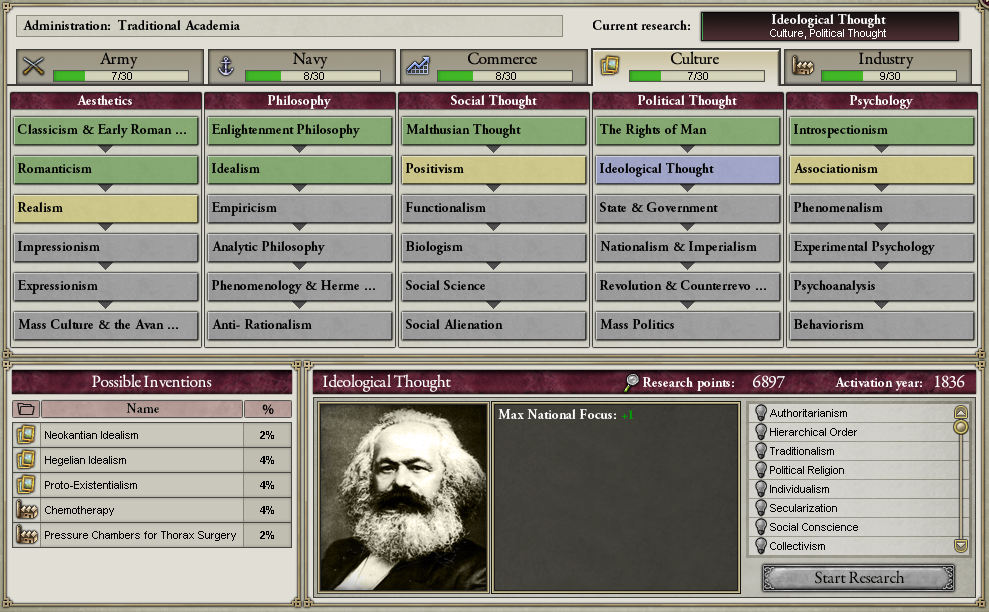 Administration: Traditional Academia
Current research:
Ideological Thought
Culture, Political Thought
Army
7/30
Navy
8/30
Commerce
8/30
Culture
7/30
Industry
9/30
Aesthetics
Philosophy
Social Thought
Political Thought
Psychology
Classicism & Early Roman ...
Enlightenment Philosophy
Malthusian Thought
The Rights of Man
Introspectionism
Romanticism
Idealism
Positivism
Ideological Thought
Associationism
Realism
Empiricism
Functionalism
State & Government
Phenomenalism
Impressionism
Analytic Philosophy
Biologism
Nationalism & Imperialism
Experimental Psychology
Expressionism
Phenomenology & Herme ...
Social Science
Revolution & Counterrevo ...
Psychoanalysis
Mass Culture & the Avan ...
Anti- Rationalism
Social Alienation
Mass Politics
Behaviorism
Possible Inventions
Name
%
Neokantian Idealism
2%
Hegelian Idealism
4%
Proto-Existentialism
4%
Chemotherapy
4%
Pressure Chambers for Thorax Surgery
2%
Ideological Thought
Research points: 6897
Activation year: 1836
Max National Focus: +1
Authoritarianism
Hierarchical Order
Traditionalism
Political Religion
Individualism
Secularization
Social Conscience
Collectivism
Start Research